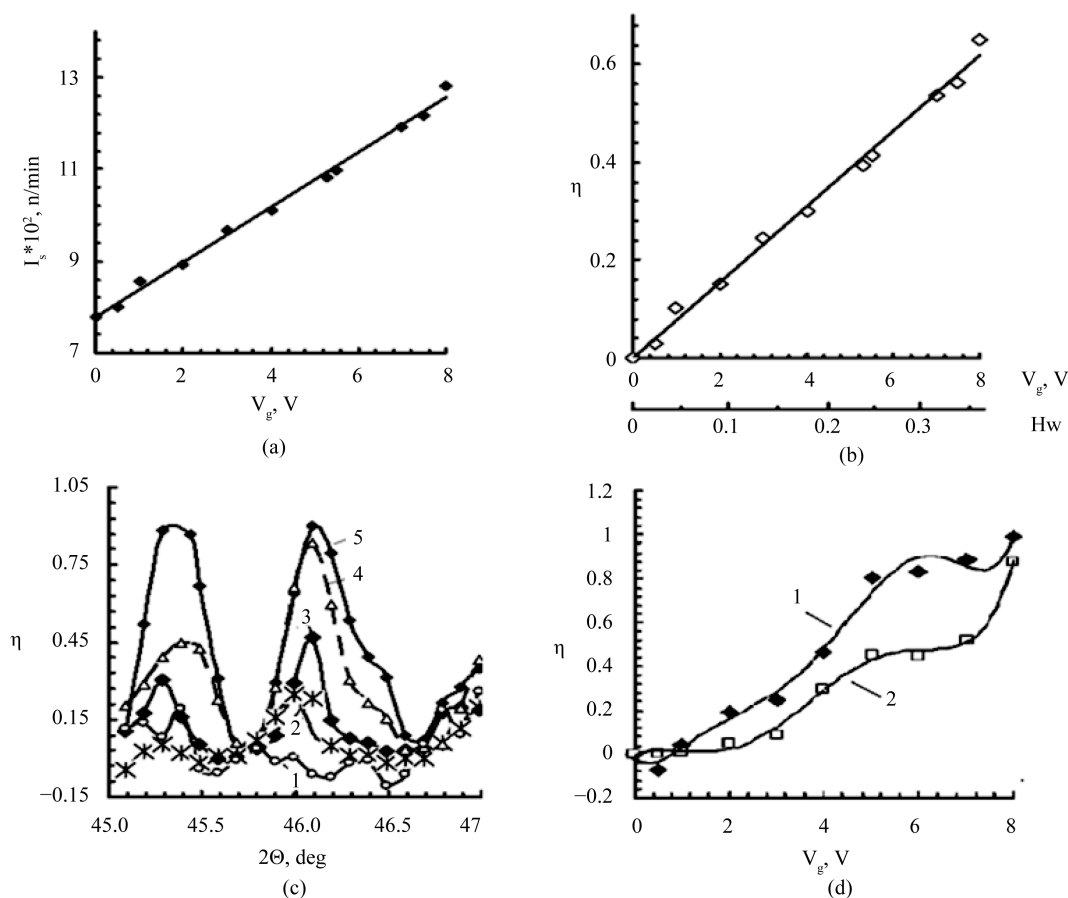 13
11
9
7
I_s*10^2, n/min
0 2 4 6 8
V_g, V
(a)
0.6
0.4
0.2
0
η
0 2 4 6 8 V_g, V
0 0.1 0.2 0.3 Hw
(b)
1.05
0.75
0.45
0.15
−0.15
η
5
4
3
2
1
45.0 45.5 46.0 46.5 47
2Θ, deg
(c)
1.2
1
0.8
0.6
0.4
0.2
0
−0.2
η
1
2
0 2 4 6 8
V_g, V
(d)